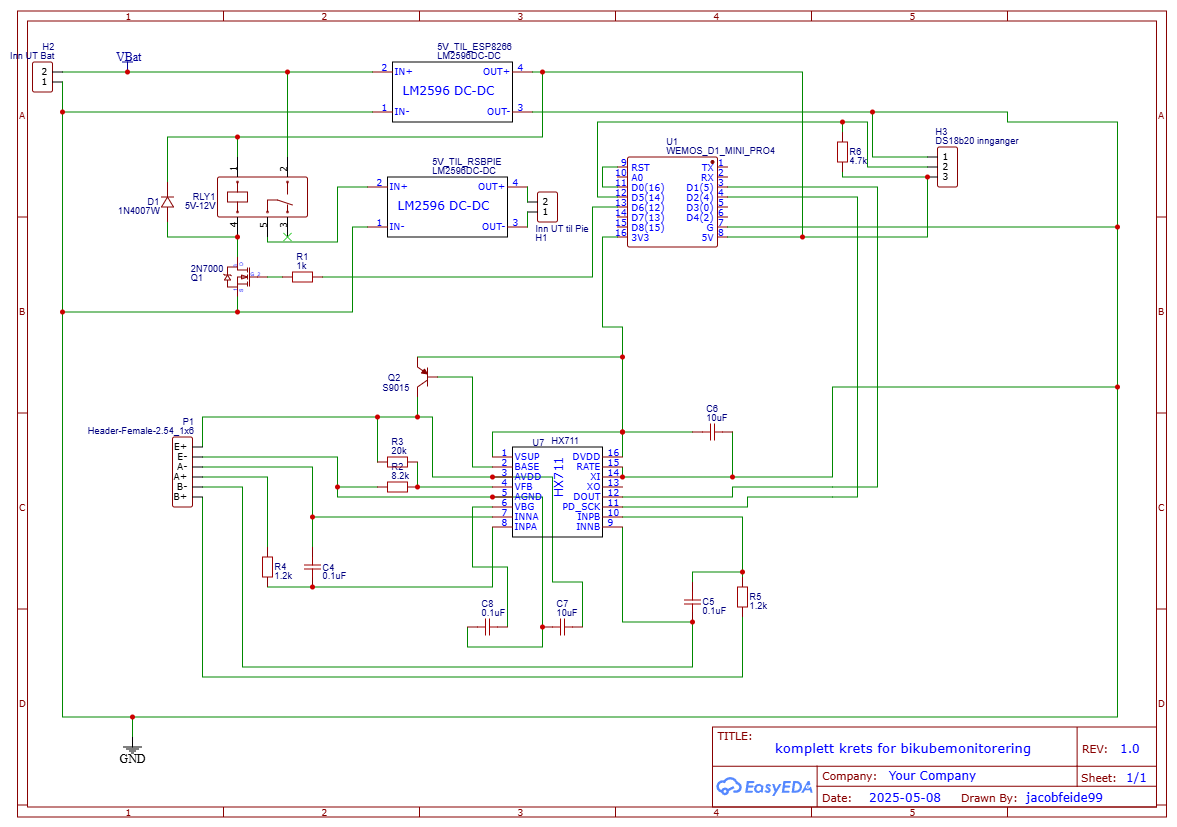 1 2 3 4 5
A
B
C
D
A
B
C
D
H2
Inn UT Bat
2
1
VBat
5V_TIL_ESP8266
LM2596DC-DC
2 IN+ OUT+ 4
LM2596 DC-DC
1 IN- OUT- 3
5V_TIL_RSBPIE
LM2596DC-DC
2 IN+ OUT+ 4
LM2596 DC-DC
1 IN- OUT- 3
2
1
Inn UT til Pie
H1
D1
1N4007W
RLY1
5V-12V
1 2
4 5 3
2N7000
Q1
R1
1k
U1
WEMOS_D1_MINI_PRO4
9 RST TX 1
10 A0 RX 2
11 D0(16) D1(5) 3
12 D5(14) D2(4) 4
13 D6(12) D3(0) 5
14 D7(13) D4(2) 6
15 D8(15) G 7
16 3V3 5V 8
R6
4.7k
H3
DS18b20 innganger
1
2
3
Q2
S9015
P1
Header-Female-2.54_1x6
E+
E-
A-
A+
B-
B+
R3
20k
R2
8.2k
U7 HX711
HX711
1 VSUP DVDD 16
2 BASE RATE 15
3 AVDD XI 14
4 VFB XO 13
5 AGND DOUT 12
6 VBG PD_SCK 11
7 INNA INPB 10
8 INPA INNB 9
C6
10uF
R4
1.2k
C4
0.1uF
C8
0.1uF
C7
10uF
C5
0.1uF
R5
1.2k
GND
TITLE:
komplett krets for bikubemonitorering
REV: 1.0
EasyEDA
Company: Your Company
Sheet: 1/1
Date: 2025-05-08 Drawn By: jacobfeide99
1 2 3 4 5